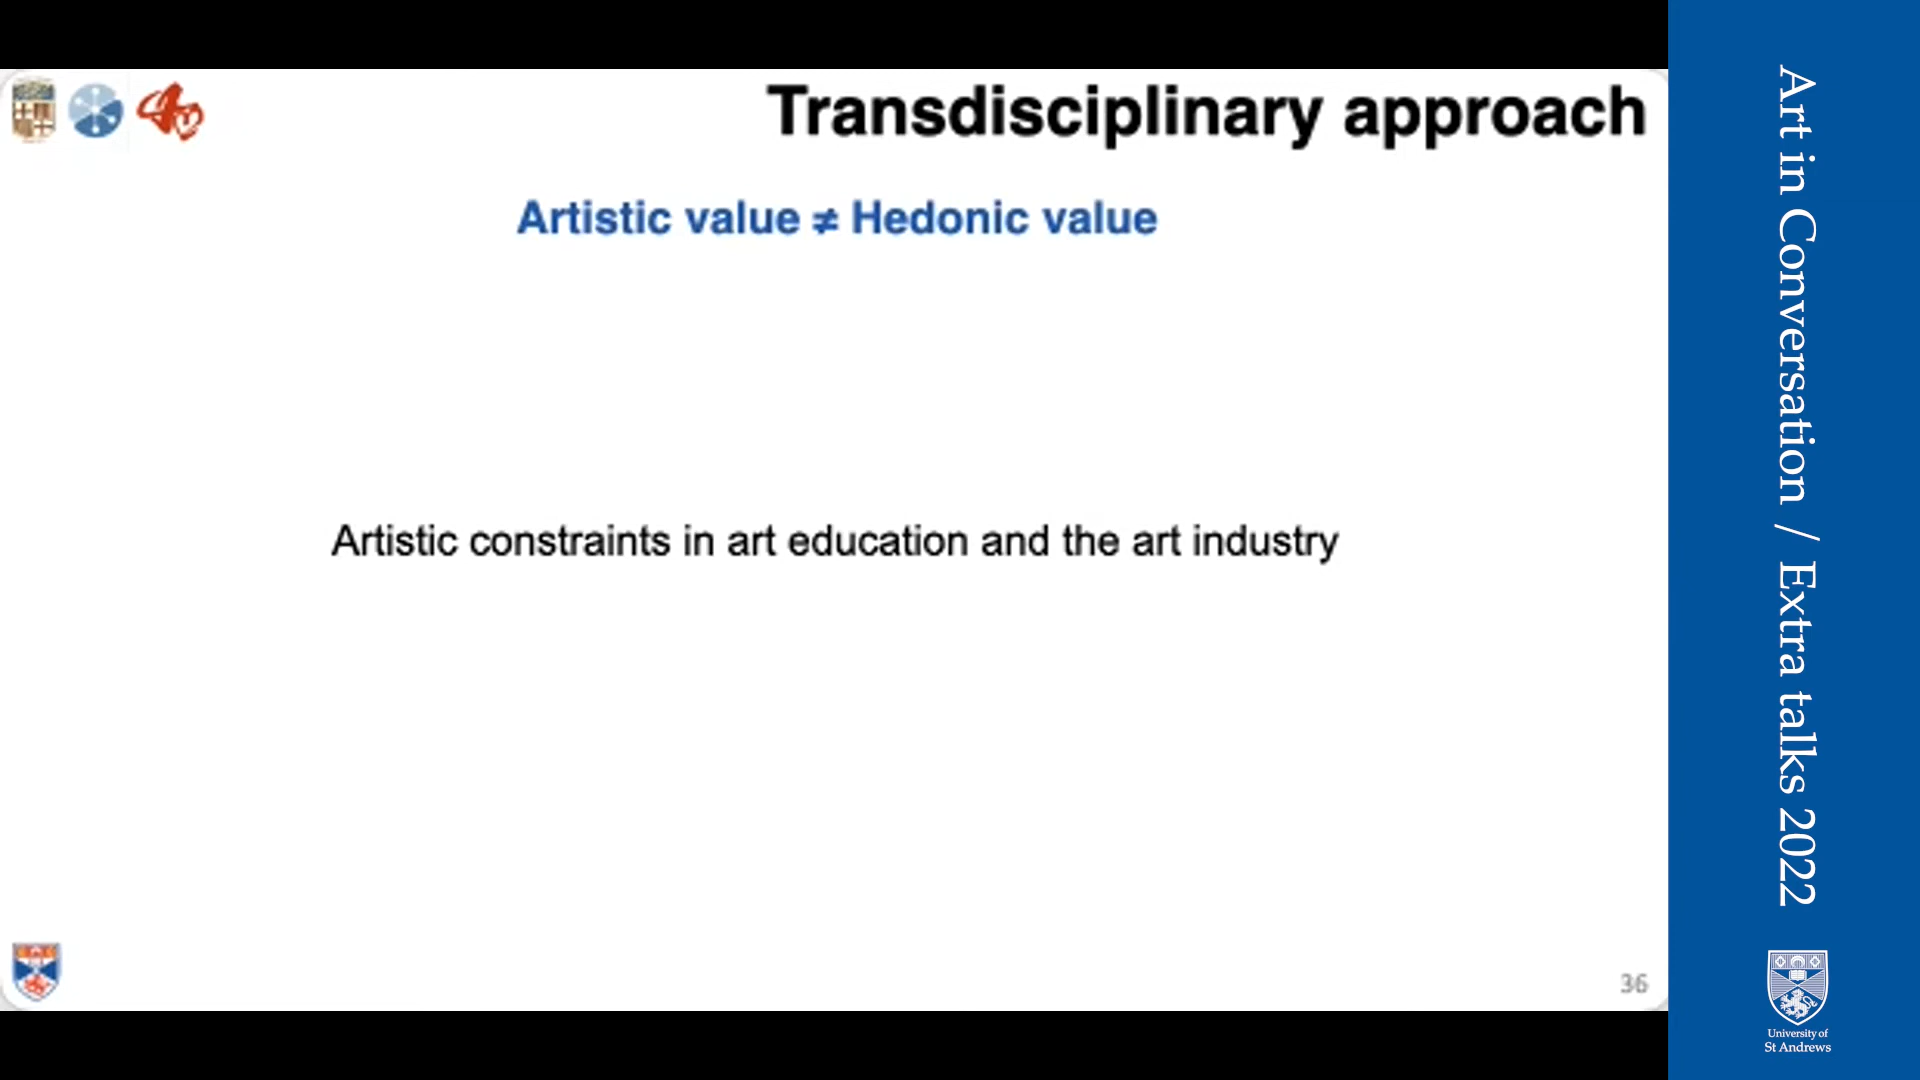 Transdisciplinary approach
Artistic value ≠ Hedonic value
Artistic constraints in art education and the art industry
36
Art in Conversation / Extra talks 2022
University of
St Andrews